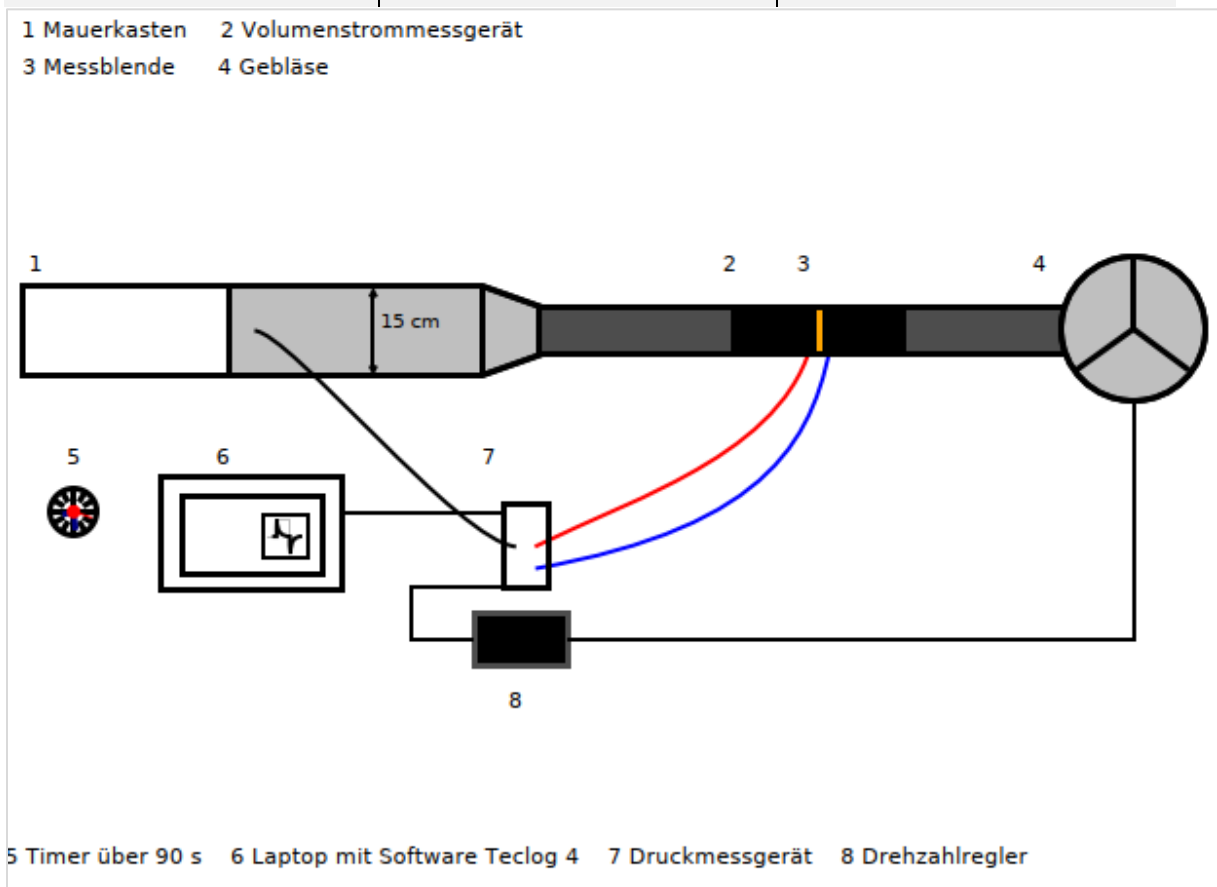 1 Mauerkasten 2 Volumenstrommessgerät
3 Messblende 4 Gebläse
1 2 3 4
15 cm
5 6 7
8
5 Timer über 90 s 6 Laptop mit Software Teclog 4 7 Druckmessgerät 8 Drehzahlregler